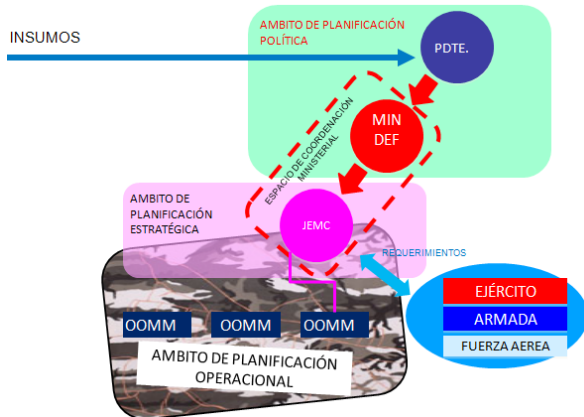 INSUMOS
AMBITO DE PLANIFICACIÓN
POLÍTICA
PDTE.
MIN
DEF
ESPACIO DE COORDENACIÓN
MINISTERIAL
AMBITO DE
PLANIFICACIÓN
ESTRATÉGICA
JEMC
REQUERIMIENTOS
EJÉRCITO
ARMADA
FUERZA AEREA
OOMM
OOMM
OOMM
AMBITO DE PLANIFICACIÓN
OPERACIONAL